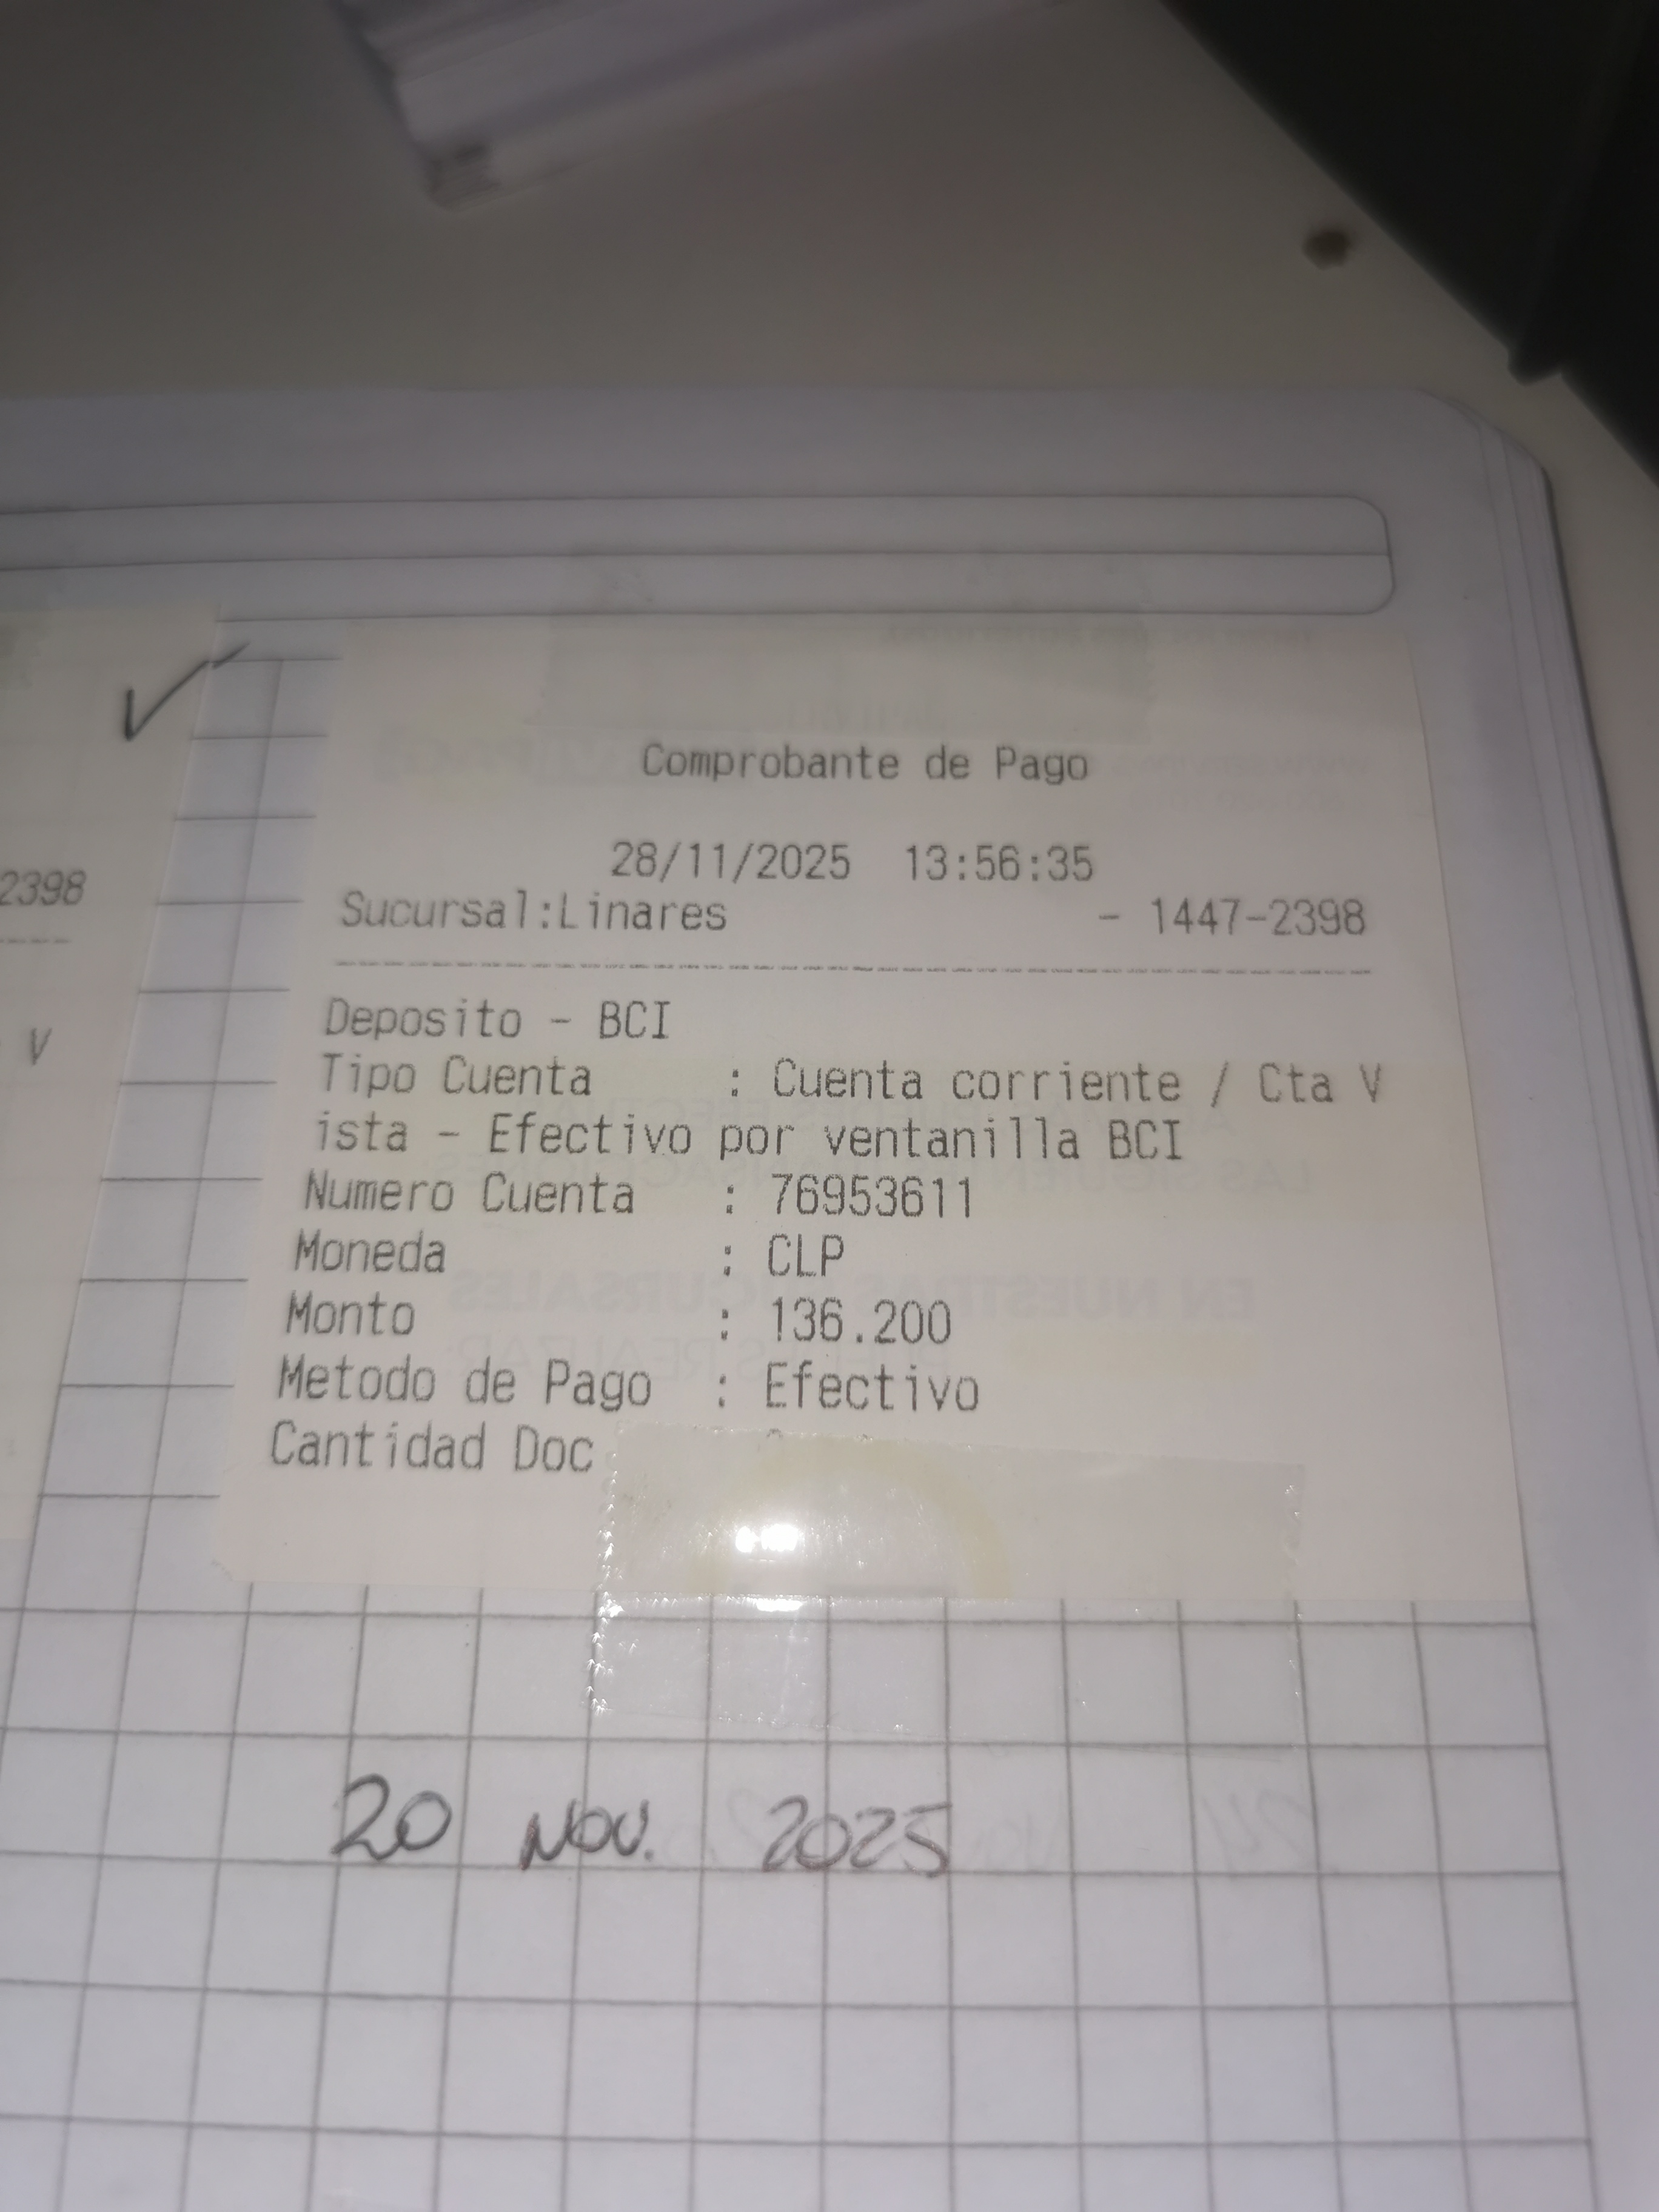 2398
V
Comprobante de Pago
28/11/2025 13:56:35
Sucursal:Linares - 1447-2398
Deposito - BCI
Tipo Cuenta : Cuenta corriente / Cta V
ista - Efectivo por ventanilla BCI
Numero Cuenta : 76953611
Moneda : CLP
Monto : 136.200
Metodo de Pago : Efectivo
Cantidad Doc
20 NOV. 2025